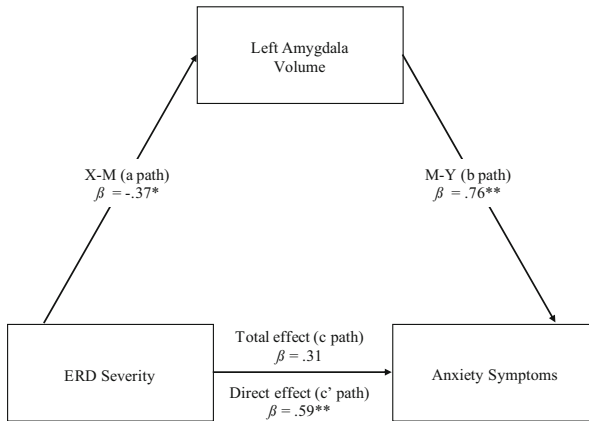 Left Amygdala
Volume
X-M (a path)
β = -.37*
M-Y (b path)
β = .76**
ERD Severity
Total effect (c path)
β = .31
Direct effect (c’ path)
β = .59**
Anxiety Symptoms